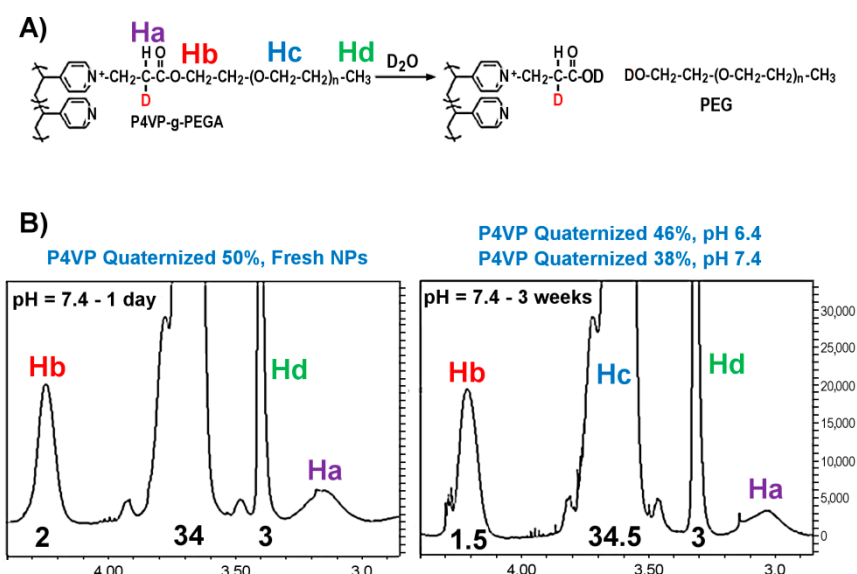 A)
Ha
Hb
Hc
Hd
H O
N⁺-CH₂-CH-C-O-CH₂-CH₂-(O-CH₂-CH₂)n-CH₃
D
N
P4VP-g-PEGA
D₂O
H O
N⁺-CH₂-C-C-OD
D
N
DO-CH₂-CH₂-(O-CH₂-CH₂)n-CH₃
PEG
B)
P4VP Quaternized 50%, Fresh NPs
P4VP Quaternized 46%, pH 6.4
P4VP Quaternized 38%, pH 7.4
pH = 7.4 - 1 day
Hb
Hd
Ha
2
34
3
4.00
3.50
3.0
pH = 7.4 - 3 weeks
Hb
Hc
Hd
Ha
1.5
34.5
3
4.00
3.50
3.0
30,000
25,000
20,000
15,000
10,000
5,000
0